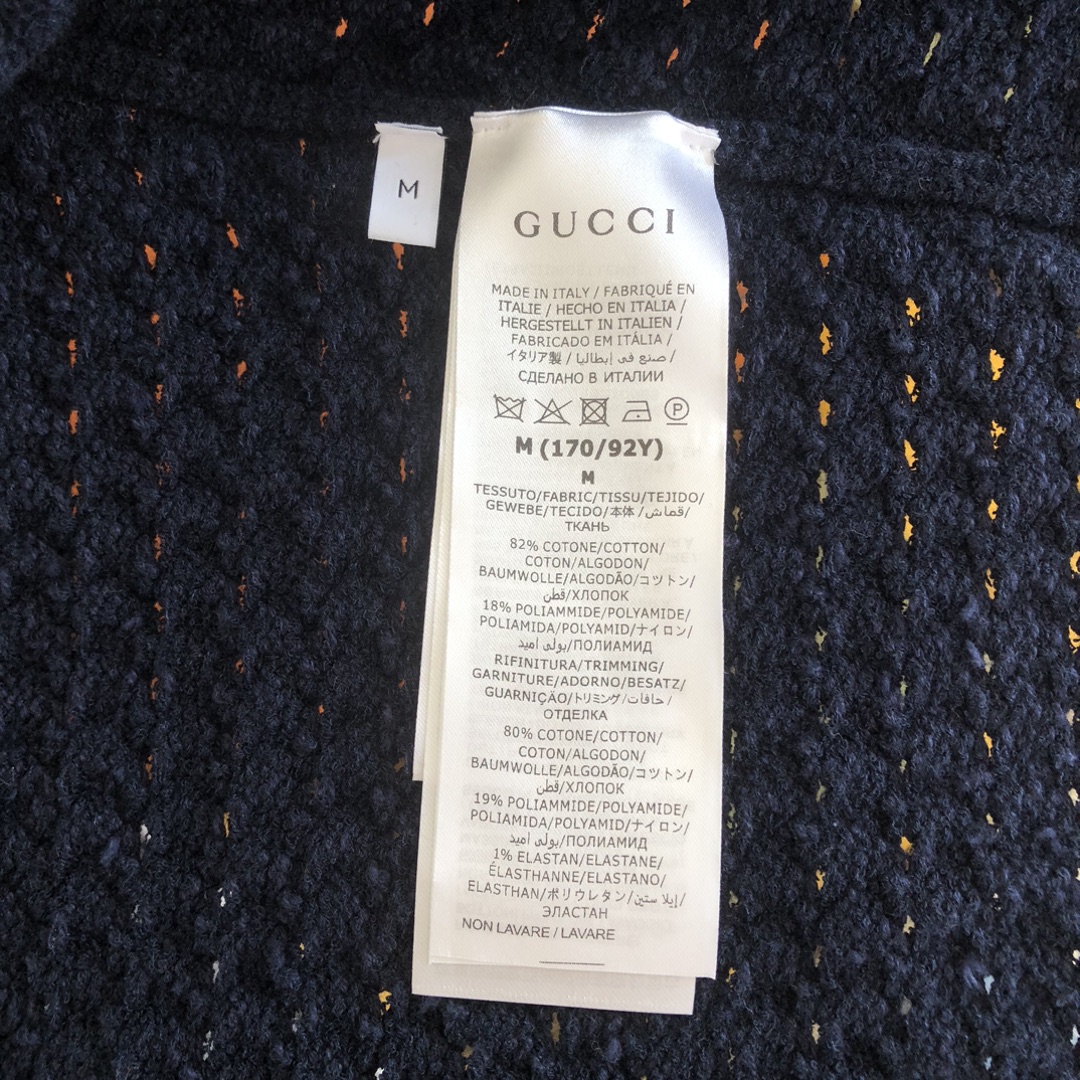 M
GUCCI
MADE IN ITALY / FABRIQUÉ EN
ITALIE / HECHO EN ITALIA /
HERGESTELLT IN ITALIEN /
FABRICADO EM ITÁLIA /
イタリア製 / صنع في إيطاليا /
СДЕЛАНО В ИТАЛИИ
P
M (170/92Y)
M
TESSUTO/FABRIC/TISSU/TEJIDO/
GEWEBE/TECIDO/本体 /قماش/
ТКАНЬ
82% COTONE/COTTON/
COTON/ALGODON/
BAUMWOLLE/ALGODÃO/コットン/
قطن/ХЛОПОК
18% POLIAMMIDE/POLYAMIDE/
POLIAMIDA/POLYAMID/ナイロン/
بولى اميد/ПОЛИАМИД
RIFINITURA/TRIMMING/
GARNITURE/ADORNO/BESATZ/
GUARNIÇÃO/トリミング/حافات/
ОТДЕЛКА
80% COTONE/COTTON/
COTON/ALGODON/
BAUMWOLLE/ALGODÃO/コットン/
قطن/ХЛОПОК
19% POLIAMMIDE/POLYAMIDE/
POLIAMIDA/POLYAMID/ナイロン/
بولى اميد/ПОЛИАМИД
1% ELASTAN/ELASTANE/
ÉLASTHANNE/ELASTANO/
ELASTHAN/ポリウレタン/إيلا ستين/
ЭЛАСТАН
NON LAVARE / LAVARE